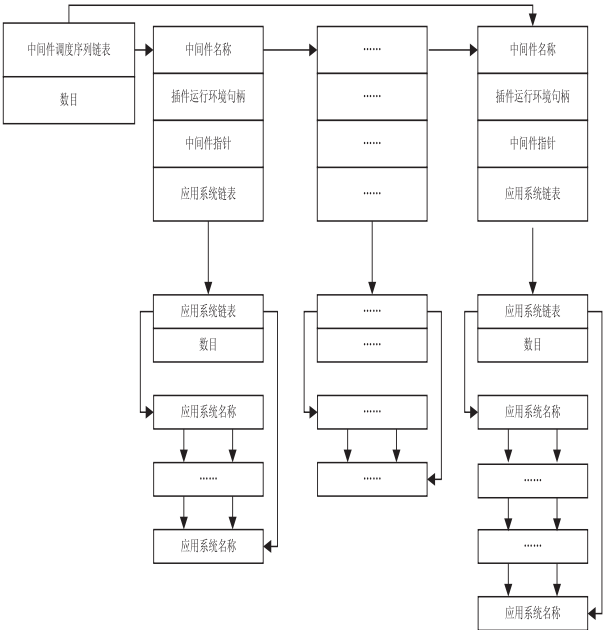 中间件调度序列链表
数目
中间件名称
插件运行环境句柄
中间件指针
应用系统链表
……
……
……
……
中间件名称
插件运行环境句柄
中间件指针
应用系统链表
应用系统链表
数目
应用系统名称
……
应用系统名称
……
……
……
……
应用系统链表
数目
应用系统名称
……
……
应用系统名称